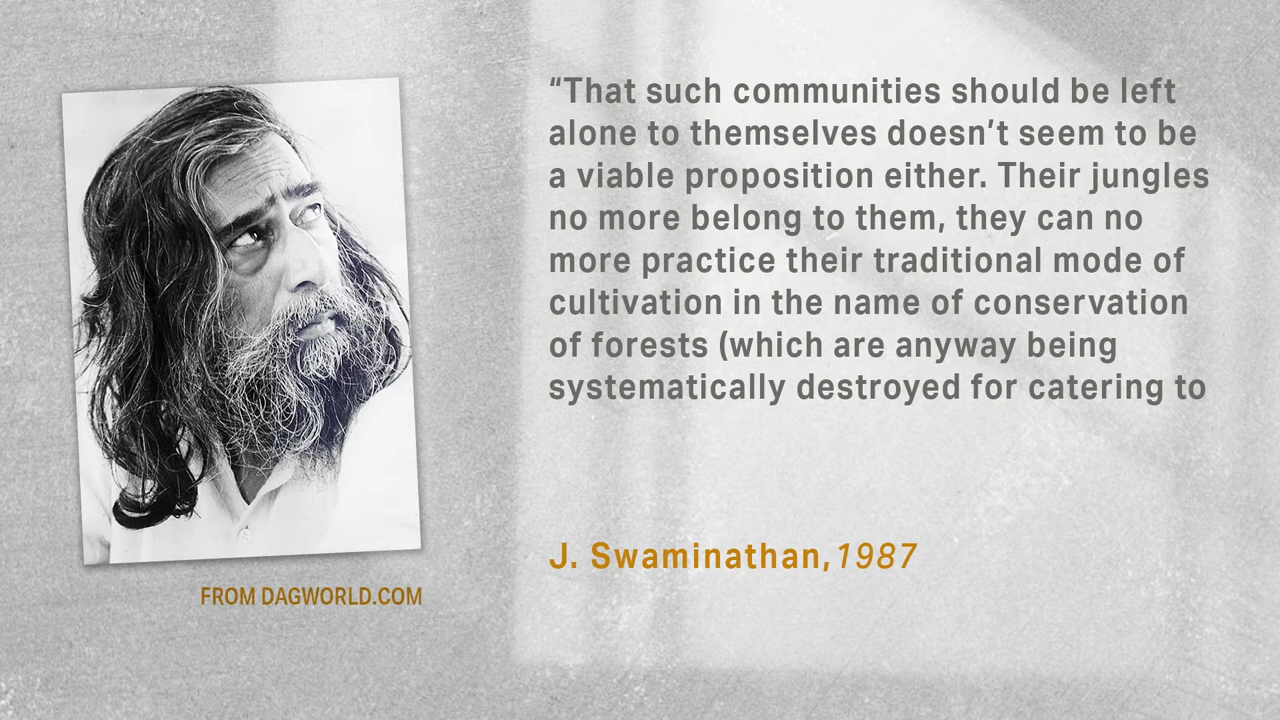 “That such communities should be left
alone to themselves doesn’t seem to be
a viable proposition either. Their jungles
no more belong to them, they can no
more practice their traditional mode of
cultivation in the name of conservation
of forests (which are anyway being
systematically destroyed for catering to
J. Swaminathan, 1987
FROM DAGWORLD.COM